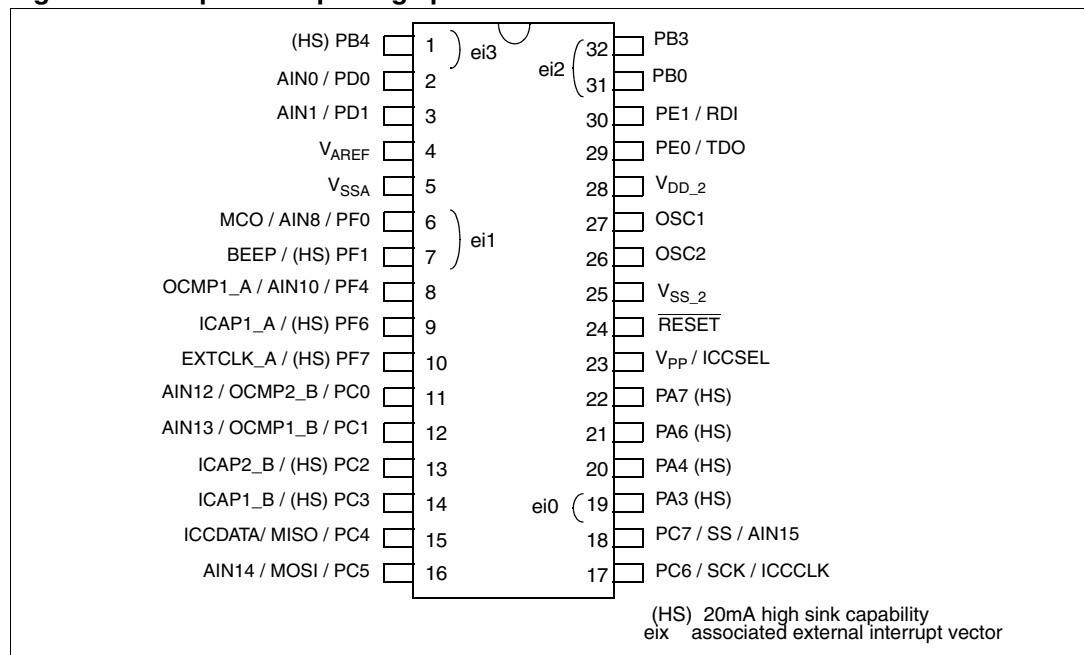 (HS) PB4 1 ei3 ei2 32 PB3
AIN0 / PD0 2 31 PB0
AIN1 / PD1 3 30 PE1 / RDI
VAREF 4 29 PE0 / TDO
VSSA 5 28 VDD_2
MCO / AIN8 / PF0 6 ei1 27 OSC1
BEEP / (HS) PF1 7 26 OSC2
OCMP1_A / AIN10 / PF4 8 25 VSS_2
ICAP1_A / (HS) PF6 9 24 RESET
EXTCLK_A / (HS) PF7 10 23 VPP / ICCSEL
AIN12 / OCMP2_B / PC0 11 22 PA7 (HS)
AIN13 / OCMP1_B / PC1 12 21 PA6 (HS)
ICAP2_B / (HS) PC2 13 20 PA4 (HS)
ICAP1_B / (HS) PC3 14 ei0 19 PA3 (HS)
ICCDATA/ MISO / PC4 15 18 PC7 / SS / AIN15
AIN14 / MOSI / PC5 16 17 PC6 / SCK / ICCCLK
(HS) 20mA high sink capability
eix associated external interrupt vector